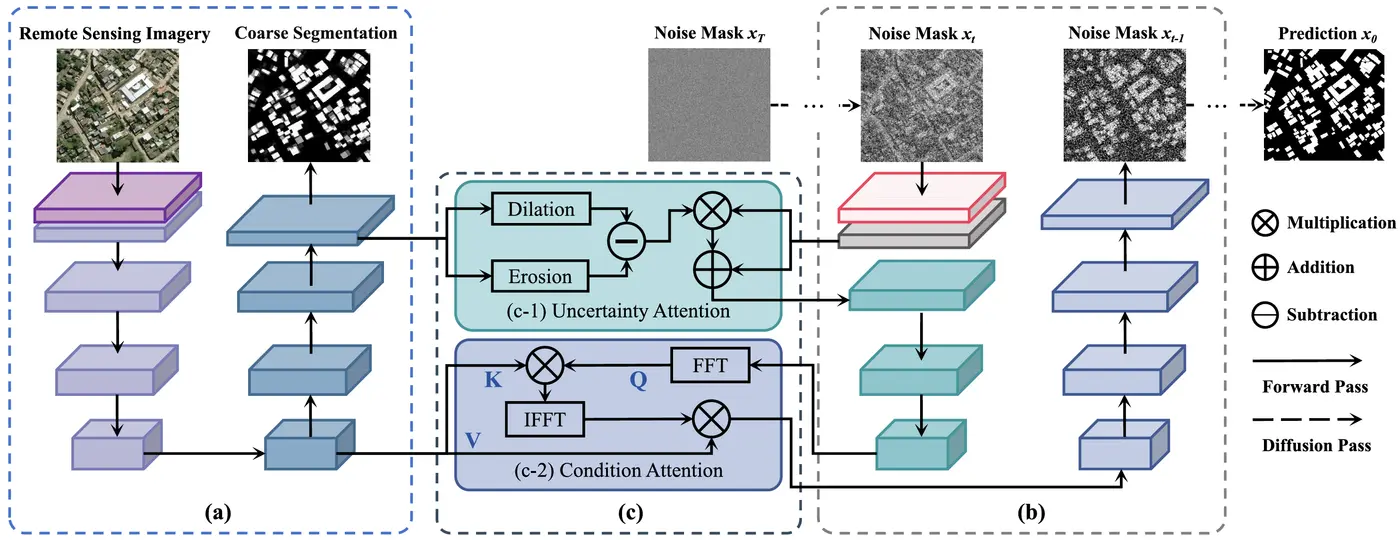 Remote Sensing Imagery
Coarse Segmentation
Noise Mask x_T
Noise Mask x_t
Noise Mask x_{t-1}
Prediction x_0
...
...
Dilation
Erosion
(c-1) Uncertainty Attention
K
Q
FFT
IFFT
V
(c-2) Condition Attention
Multiplication
Addition
Subtraction
Forward Pass
Diffusion Pass
(a)
(c)
(b)